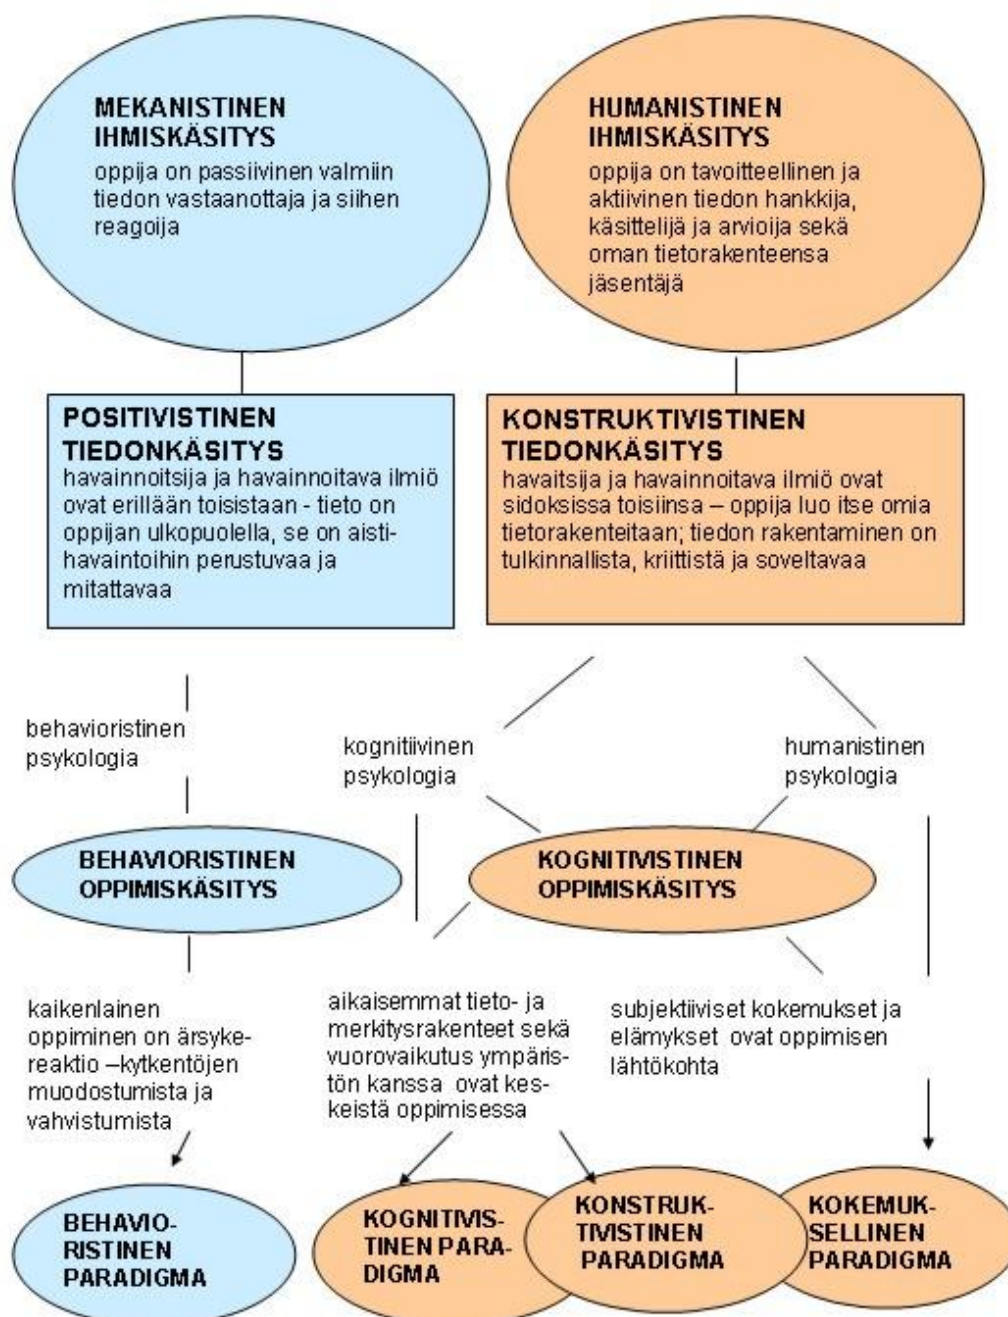 MEKANISTINEN
IHMISKÄSITYS
oppija on passiivinen valmiin
tiedon vastaanottaja ja siihen
reagoija
HUMANISTINEN
IHMISKÄSITYS
oppija on tavoitteellinen ja
aktiivinen tiedon hankkija,
käsittelijä ja arvioija sekä
oman tietorakenteensa
jäsentäjä
POSITIVISTINEN
TIEDONKÄSITYS
havainnoitsija ja havainnoitava ilmiö
ovat erillään toisistaan - tieto on
oppijan ulkopuolella, se on aisti-
havaintoihin perustuvaa ja
mitattavaa
KONSTRUKTIVISTINEN
TIEDONKÄSITYS
havaitsija ja havainnoitava ilmiö ovat
sidoksissa toisiinsa – oppija luo itse omia
tietorakenteitaan; tiedon rakentaminen on
tulkinnallista, kriittistä ja soveltavaa
behavioristinen
psykologia
kognitiivinen
psykologia
humanistinen
psykologia
BEHAVIORISTINEN
OPPIMISKÄSITYS
KOGNITIVISTINEN
OPPIMISKÄSITYS
kaikenlainen
oppiminen on ärsyke-
reaktio –kytkentöjen
muodostumista ja
vahvistumista
aikaisemmat tieto- ja
merkitysrakenteet sekä
vuorovaikutus ympäris-
tön kanssa ovat kes-
keistä oppimisessa
subjektiiviset kokemukset ja
elämykset ovat oppimisen
lähtökohta
BEHAVIO-
RISTINEN
PARADIGMA
KOGNITIVIS-
TINEN PARA-
DIGMA
KONSTRUK-
TIVISTINEN
PARADIGMA
KOKEMUK-
SELLINEN
PARADIGMA